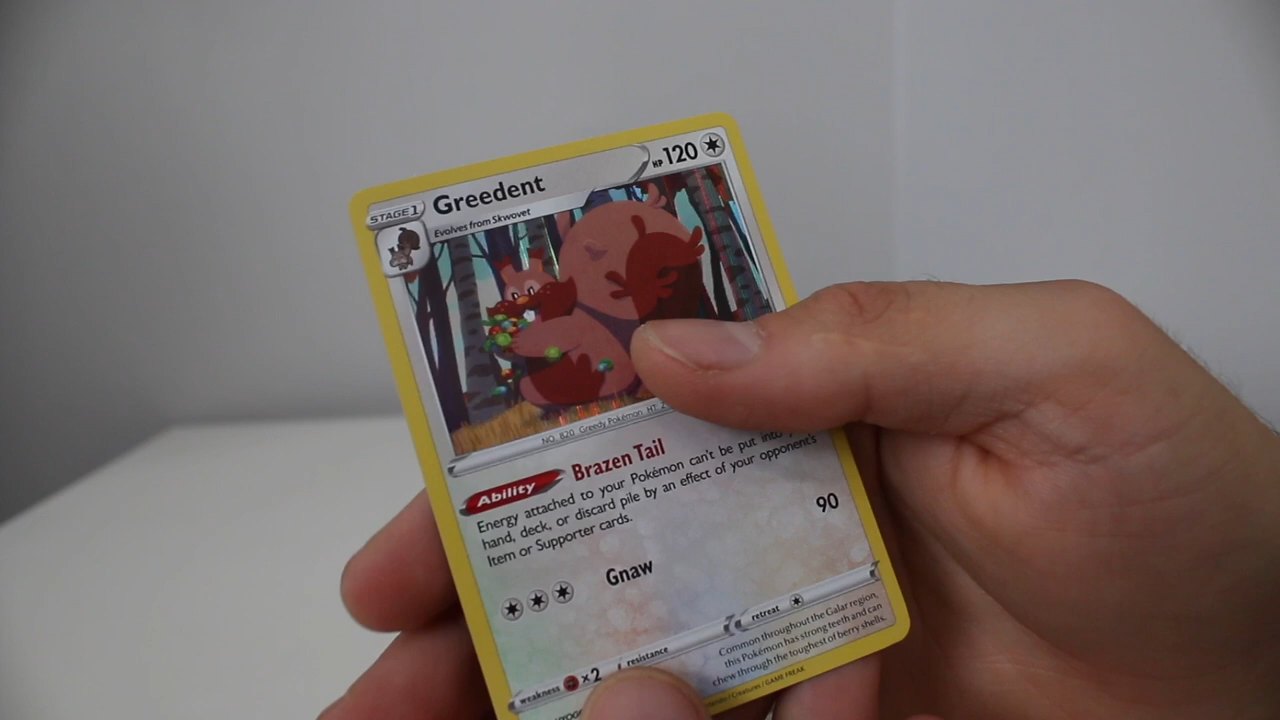 STAGE 1 Greedent HP 120
Evolves from Skwovet
NO. 820 Greedy Pokémon HT:
Ability Brazen Tail
Energy attached to your Pokémon can't be put into
hand, deck, or discard pile by an effect of your opponent's
Item or Supporter cards.
Gnaw 90
weakness ×2 resistance retreat
Common throughout the Galar region,
this Pokémon has strong teeth and can
chew through the toughest of berry shells.
/ Creatures / GAME FREAK